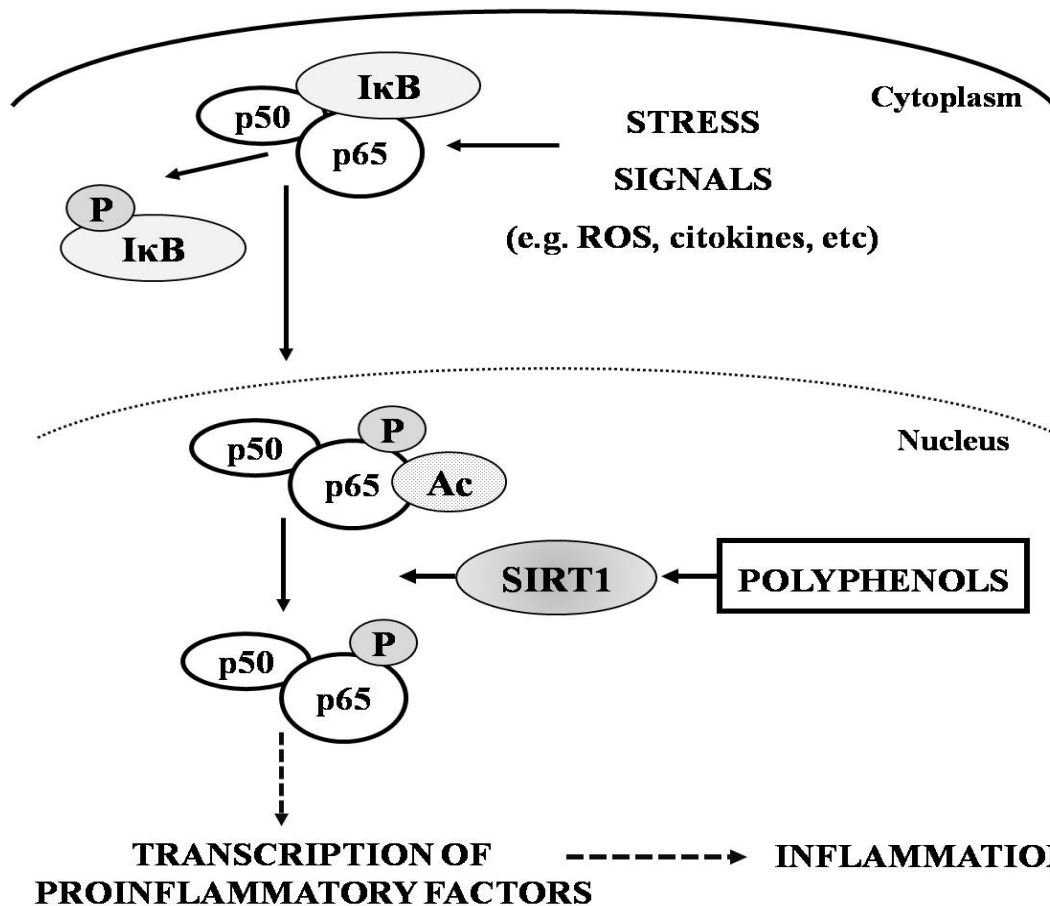 IκB
Cytoplasm
p50
STRESS
p65
SIGNALS
P
IκB
(e.g. ROS, citokines, etc)
P
Nucleus
p50
p65
Ac
SIRT1
POLYPHENOLS
P
p50
p65
TRANSCRIPTION OF
PROINFLAMMATORY FACTORS
INFLAMMATIO